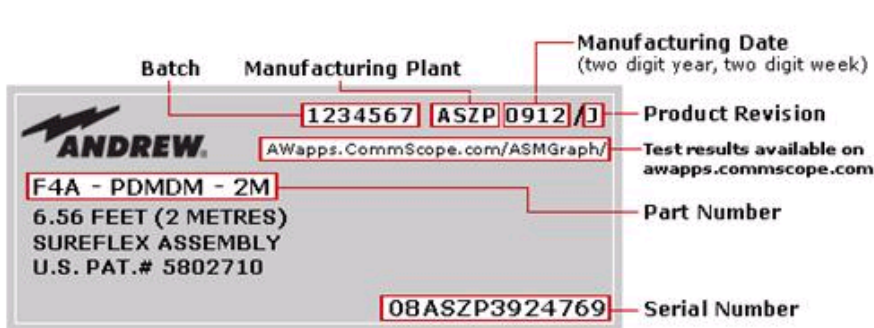 Manufacturing Date
(two digit year, two digit week)
Batch
Manufacturing Plant
1234567 ASZP 0912 /J
Product Revision
ANDREW.
AWapps.CommScope.com/ASMGraph/
Test results available on
awapps.commscope.com
F4A - PDMDM - 2M
Part Number
6.56 FEET (2 METRES)
SUREFLEX ASSEMBLY
U.S. PAT.# 5802710
08ASZP3924769
Serial Number